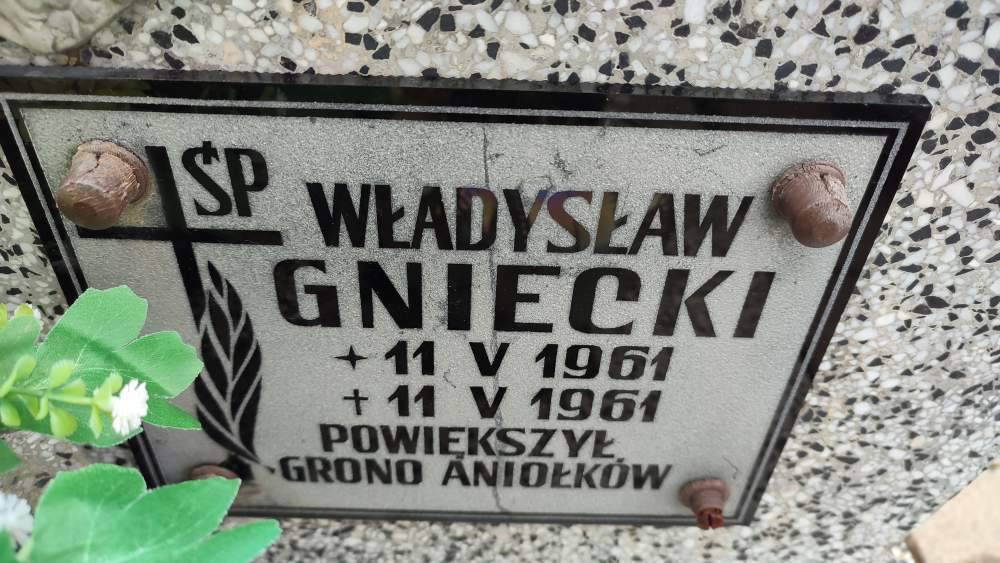 ŚP
WŁADYSŁAW
GNIECKI
+ 11 V 1961
+ 11 V 1961
POWIĘKSZYŁ
GRONO ANIOŁKÓW